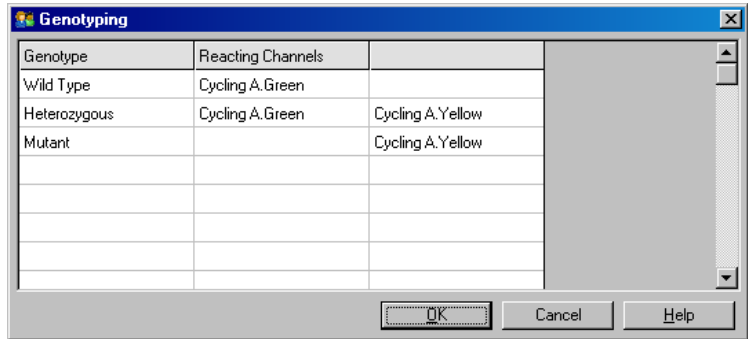 Genotyping
Genotype Reacting Channels
Wild Type Cycling A.Green
Heterozygous Cycling A.Green Cycling A.Yellow
Mutant Cycling A.Yellow
OK Cancel Help